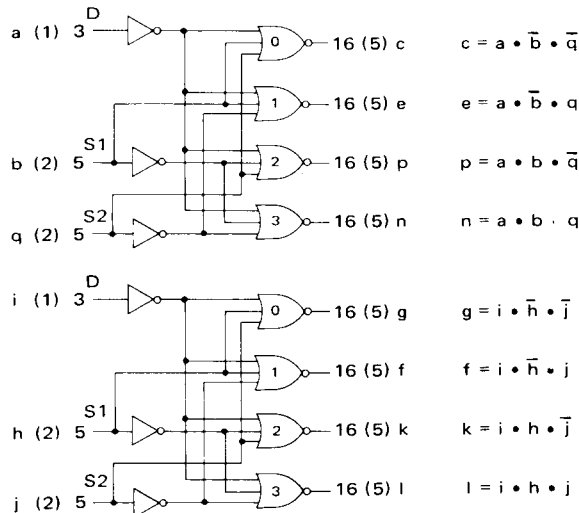 D
a (1) 3 0 16 (5) c c = a • b̅ • q̅
1 16 (5) e e = a • b̅ • q
S1
b (2) 5 2 16 (5) p p = a • b • q̅
S2
q (2) 5 3 16 (5) n n = a • b · q
D
i (1) 3 0 16 (5) g g = i • h̅ • j̅
1 16 (5) f f = i • h̅ • j
S1
h (2) 5 2 16 (5) k k = i • h • j̅
S2
j (2) 5 3 16 (5) l l = i • h • j